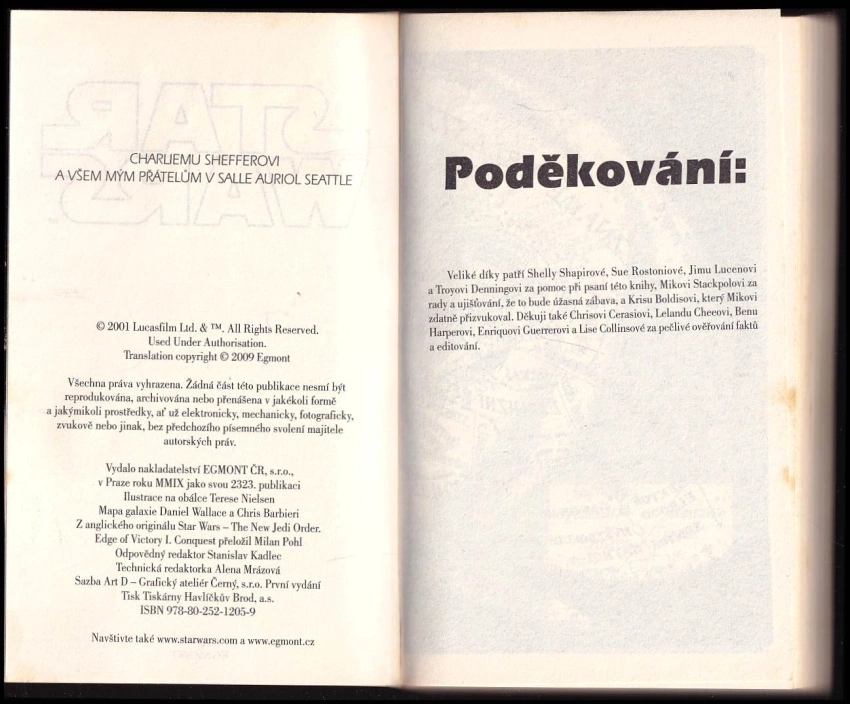 CHARLIEMU SHEFFEROVI
A VŠEM MÝM PŘÁTELŮM V SALLE AURIOL SEATTLE
© 2001 Lucasfilm Ltd. & ™. All Rights Reserved.
Used Under Authorisation.
Translation copyright © 2009 Egmont
Všechna práva vyhrazena. Žádná část této publikace nesmí být
reprodukována, archivována nebo přenášena v jakékoli formě
a jakýmikoli prostředky, ať už elektronicky, mechanicky, fotograficky,
zvukově nebo jinak, bez předchozího písemného svolení majitele
autorských práv.
Vydalo nakladatelství EGMONT ČR, s.r.o.,
v Praze roku MMIX jako svou 2323. publikaci
Ilustrace na obálce Terese Nielsen
Mapa galaxie Daniel Wallace a Chris Barbieri
Z anglického originálu Star Wars – The New Jedi Order.
Edge of Victory I. Conquest přeložil Milan Pohl
Odpovědný redaktor Stanislav Kadlec
Technická redaktorka Alena Mrázová
Sazba Art D – Grafický ateliér Černý, s.r.o. První vydání
Tisk Tiskárny Havlíčkův Brod, a.s.
ISBN 978-80-252-1205-9
Navštivte také www.starwars.com a www.egmont.cz
Poděkování:
Veliké díky patří Shelly Shapirové, Sue Rostoniové, Jimu Lucenovi
a Troyovi Denningovi za pomoc při psaní této knihy, Mikovi Stackpolovi za
rady a ujišťování, že to bude úžasná zábava, a Krisu Boldisovi, který Mikovi
zdatně přizvukoval. Děkuji také Chrisovi Cerasiovi, Lelandu Cheeovi, Benu
Harperovi, Enriquovi Guerrerovi a Lise Collinsové za pečlivé ověřování faktů
a editování.